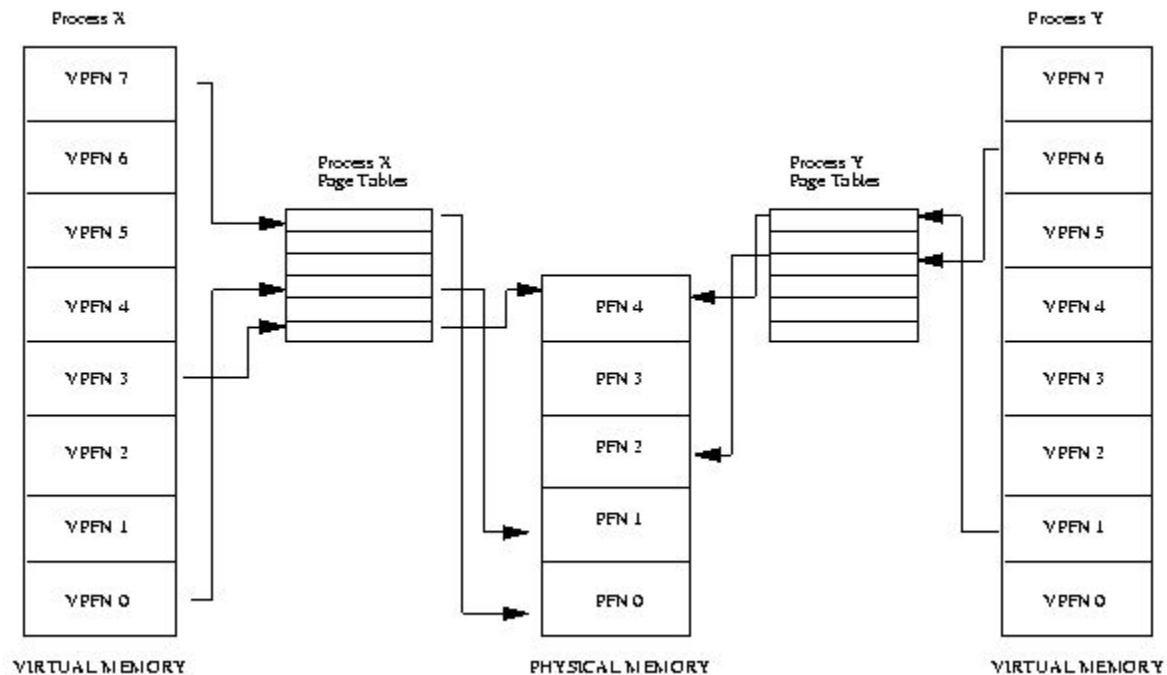 Process X
VPFN 7
VPFN 6
VPFN 5
VPFN 4
VPFN 3
VPFN 2
VPFN 1
VPFN 0
VIRTUAL MEMORY
Process X
Page Tables
PFN 4
PFN 3
PFN 2
PFN 1
PFN 0
PHYSICAL MEMORY
Process Y
Page Tables
Process Y
VPFN 7
VPFN 6
VPFN 5
VPFN 4
VPFN 3
VPFN 2
VPFN 1
VPFN 0
VIRTUAL MEMORY